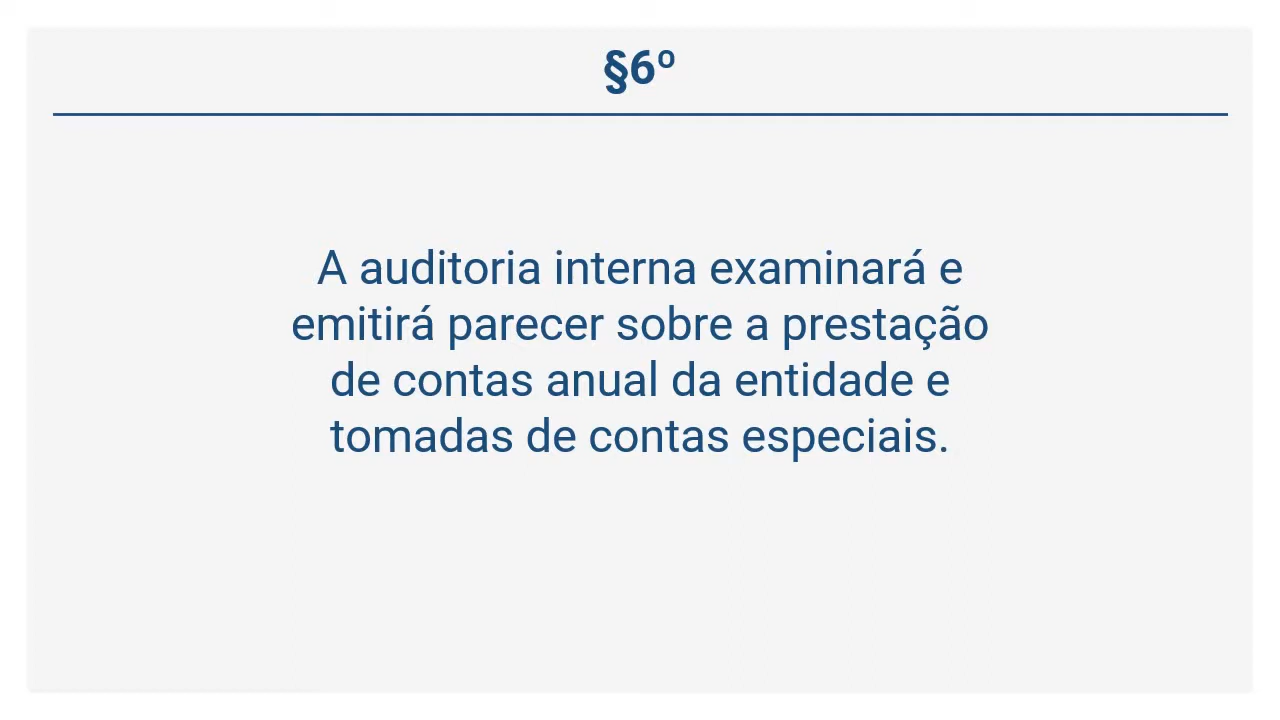 §6º
A auditoria interna examinará e
emitirá parecer sobre a prestação
de contas anual da entidade e
tomadas de contas especiais.